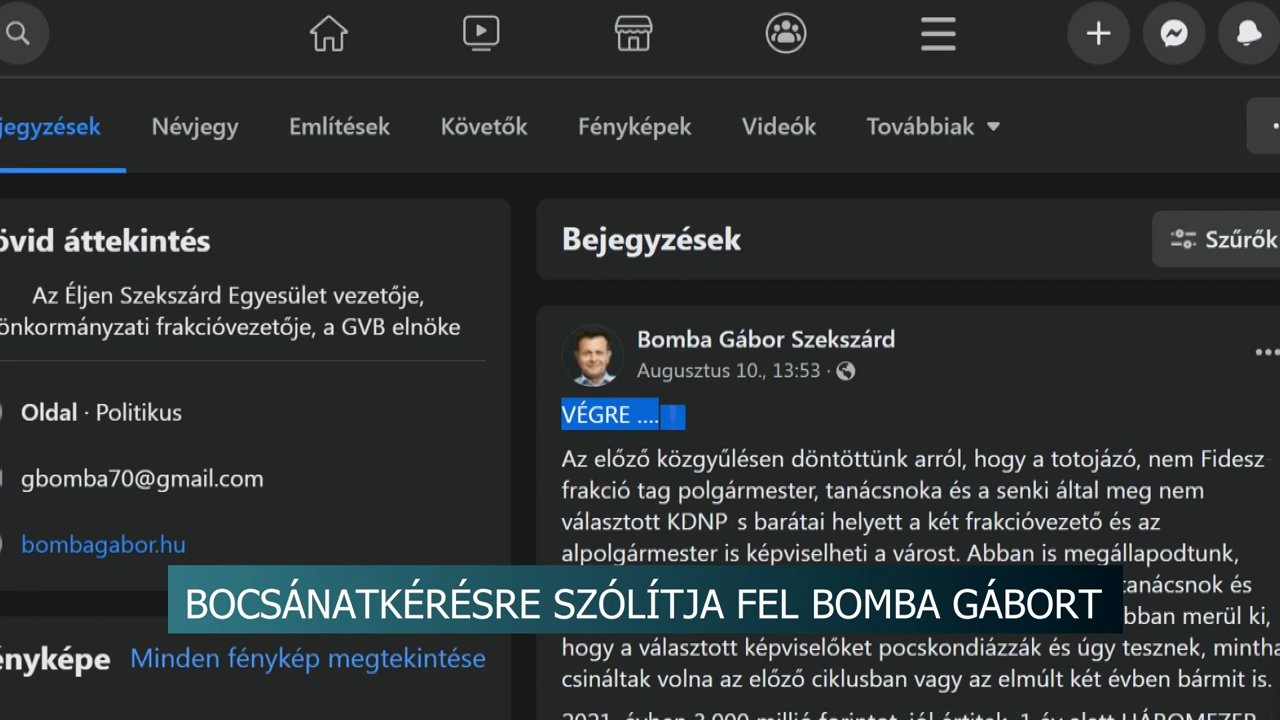 Névjegy
Említések
Követők
Fényképek
Videók
Továbbiak
áttekintés
Az Éljen Szekszárd Egyesület vezetője,
önkormányzati frakcióvezetője, a GVB elnöke
Oldal · Politikus
gbomba70@gmail.com
bombagabor.hu
Minden fénykép megtekintése
Bejegyzések
Szűrők
Bomba Gábor Szekszárd
Augusztus 10., 13:53 ·
VÉGRE ....
Az előző közgyűlésen döntöttünk arról, hogy a totojázó, nem Fidesz-
frakció tag polgármester, tanácsnoka és a senki által meg nem
választott KDNP s barátai helyett a két frakcióvezető és az
alpolgármester is képviselheti a várost. Abban is megállapodtunk,
tanácsnok és
merül ki,
hogy a választott képviselőket pocskondiázzák és úgy tesznek, mintha
csináltak volna az előző ciklusban vagy az elmúlt két évben bármit is.
BOCSÁNATKÉRÉSRE SZÓLÍTJA FEL BOMBA GÁBORT